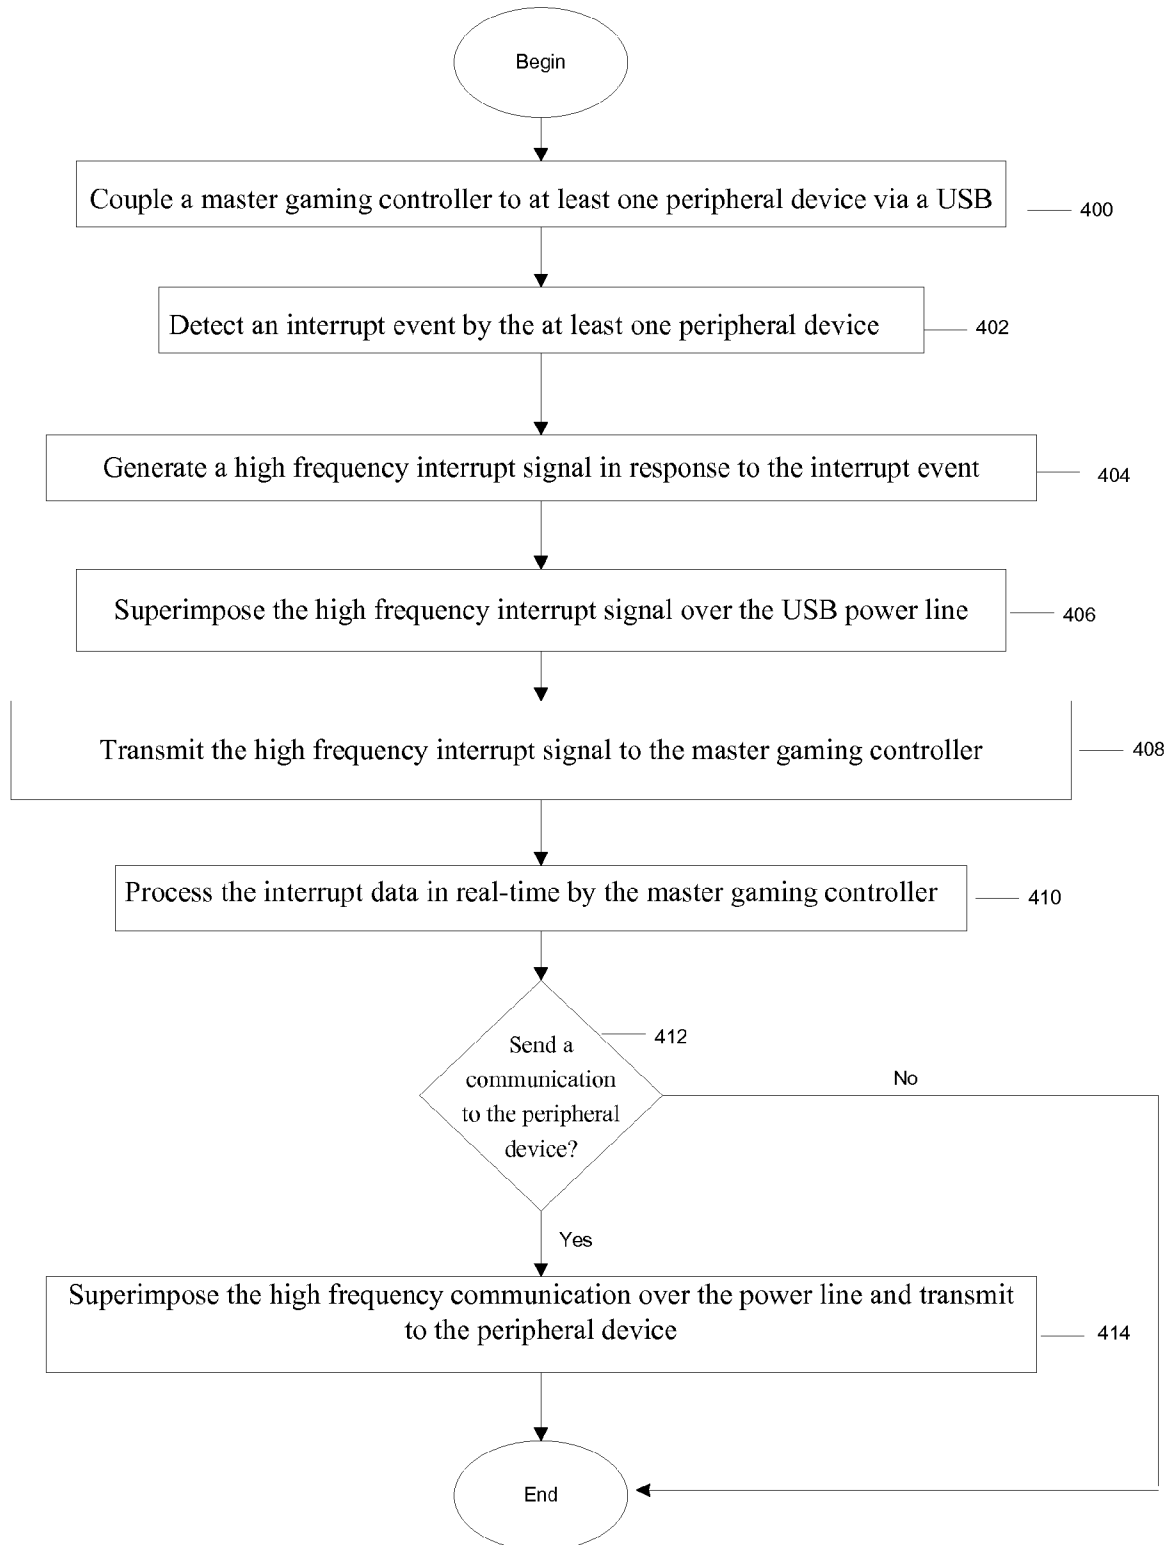 Begin
Couple a master gaming controller to at least one peripheral device via a USB
400
Detect an interrupt event by the at least one peripheral device
402
Generate a high frequency interrupt signal in response to the interrupt event
404
Superimpose the high frequency interrupt signal over the USB power line
406
Transmit the high frequency interrupt signal to the master gaming controller
408
Process the interrupt data in real-time by the master gaming controller
410
412
Send a
communication
to the peripheral
device?
No
Yes
Superimpose the high frequency communication over the power line and transmit
to the peripheral device
414
End